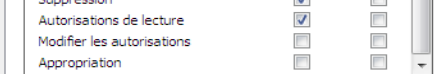 Suppression
Autorisations de lecture
Modifier les autorisations
Appropriation